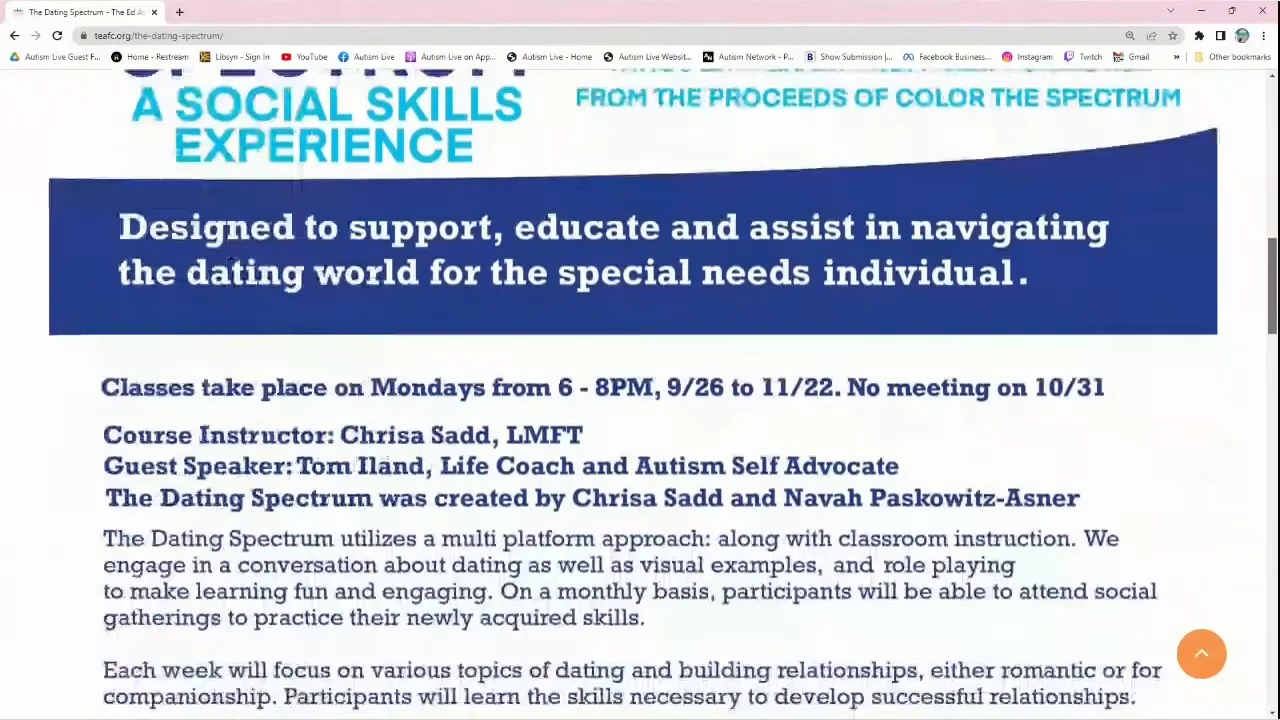 The Dating Spectrum - The Ed As
teafc.org/the-dating-spectrum/
Autism Live Guest F...
Home - Restream
Libsyn - Sign In
YouTube
Autism Live
Autism Live on App...
Autism Live - Home
Autism Live Websit...
Autism Network - P...
Show Submission |...
Facebook Business...
Instagram
Twitch
Gmail
Other bookmarks
SPECTRUM
A SOCIAL SKILLS
EXPERIENCE
FROM THE PROCEEDS OF COLOR THE SPECTRUM
Designed to support, educate and assist in navigating
the dating world for the special needs individual.
Classes take place on Mondays from 6 - 8PM, 9/26 to 11/22. No meeting on 10/31
Course Instructor: Chrisa Sadd, LMFT
Guest Speaker: Tom Iland, Life Coach and Autism Self Advocate
The Dating Spectrum was created by Chrisa Sadd and Navah Paskowitz-Asner
The Dating Spectrum utilizes a multi platform approach: along with classroom instruction. We
engage in a conversation about dating as well as visual examples, and role playing
to make learning fun and engaging. On a monthly basis, participants will be able to attend social
gatherings to practice their newly acquired skills.
Each week will focus on various topics of dating and building relationships, either romantic or for
companionship. Participants will learn the skills necessary to develop successful relationships.